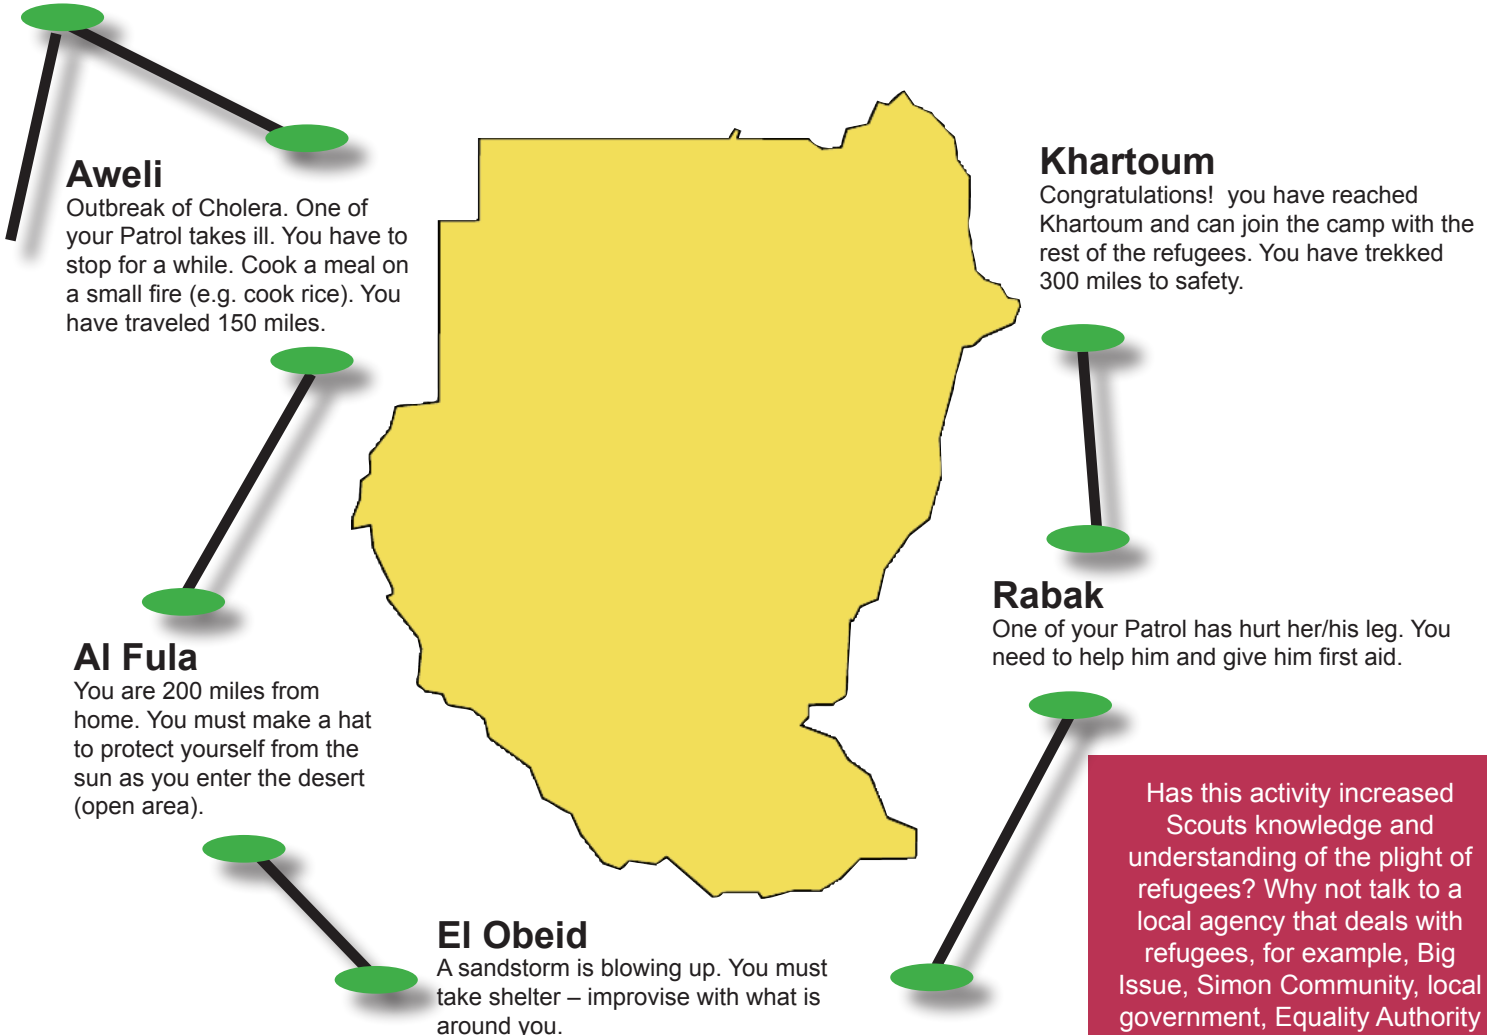 Aweli
Outbreak of Cholera. One of
your Patrol takes ill. You have to
stop for a while. Cook a meal on
a small fire (e.g. cook rice). You
have traveled 150 miles.
Al Fula
You are 200 miles from
home. You must make a hat
to protect yourself from the
sun as you enter the desert
(open area).
El Obeid
A sandstorm is blowing up. You must
take shelter – improvise with what is
around you.
Khartoum
Congratulations!  you have reached
Khartoum and can join the camp with the
rest of the refugees. You have trekked
300 miles to safety.
Rabak
One of your Patrol has hurt her/his leg. You
need to help him and give him first aid.
Has this activity increased
Scouts knowledge and
understanding of the plight of
refugees? Why not talk to a
local agency that deals with
refugees, for example, Big
Issue, Simon Community, local
government, Equality Authority